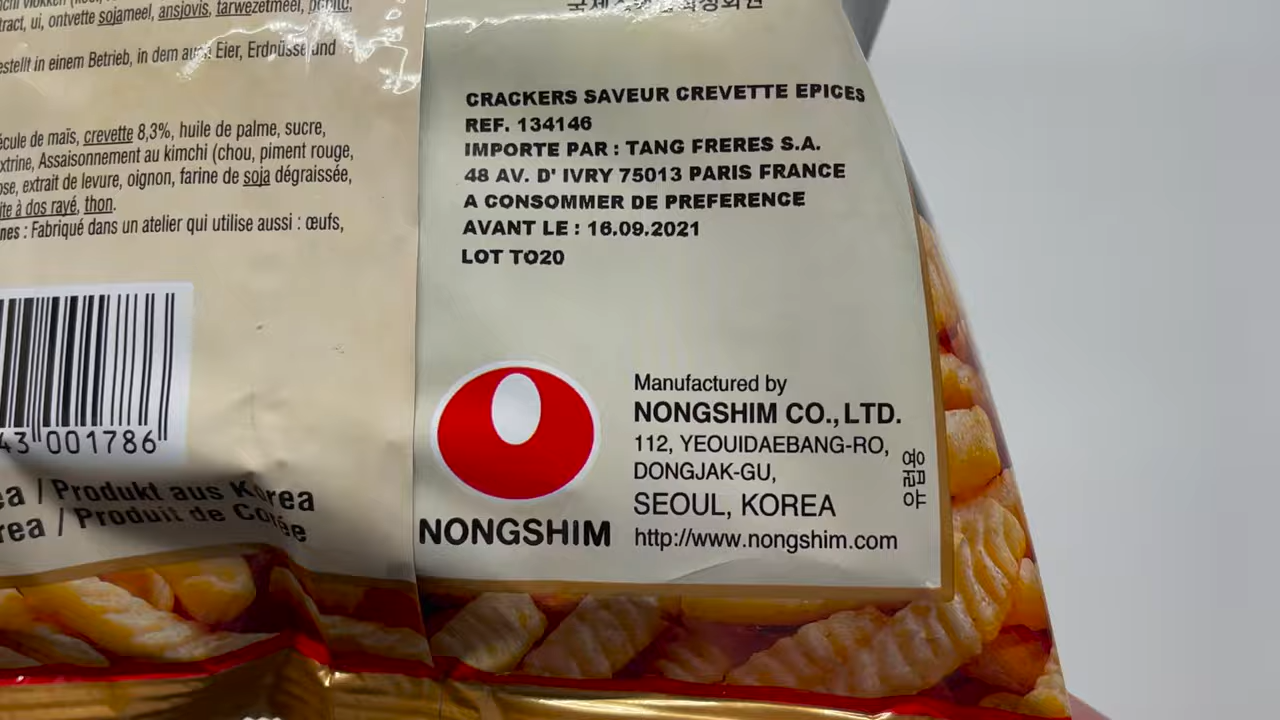 ract, ui, ontvette sojameel, ansjovis, tarwezetmeel, bonito,
estellt in einem Betrieb, in dem auch Eier, Erdnüsse und
écule de maïs, crevette 8,3%, huile de palme, sucre,
xtrine, Assaisonnement au kimchi (chou, piment rouge,
ose, extrait de levure, oignon, farine de soja dégraissée,
ite à dos rayé, thon.
nes : Fabriqué dans un atelier qui utilise aussi : œufs,
43 001786
ea / Produkt aus Korea
rea / Produit de Corée
CRACKERS SAVEUR CREVETTE EPICES
REF. 134146
IMPORTE PAR : TANG FRERES S.A.
48 AV. D' IVRY 75013 PARIS FRANCE
A CONSOMMER DE PREFERENCE
AVANT LE : 16.09.2021
LOT TO20
NONGSHIM
Manufactured by
NONGSHIM CO., LTD.
112, YEOUIDAEBANG-RO,
DONGJAK-GU,
SEOUL, KOREA
http://www.nongshim.com